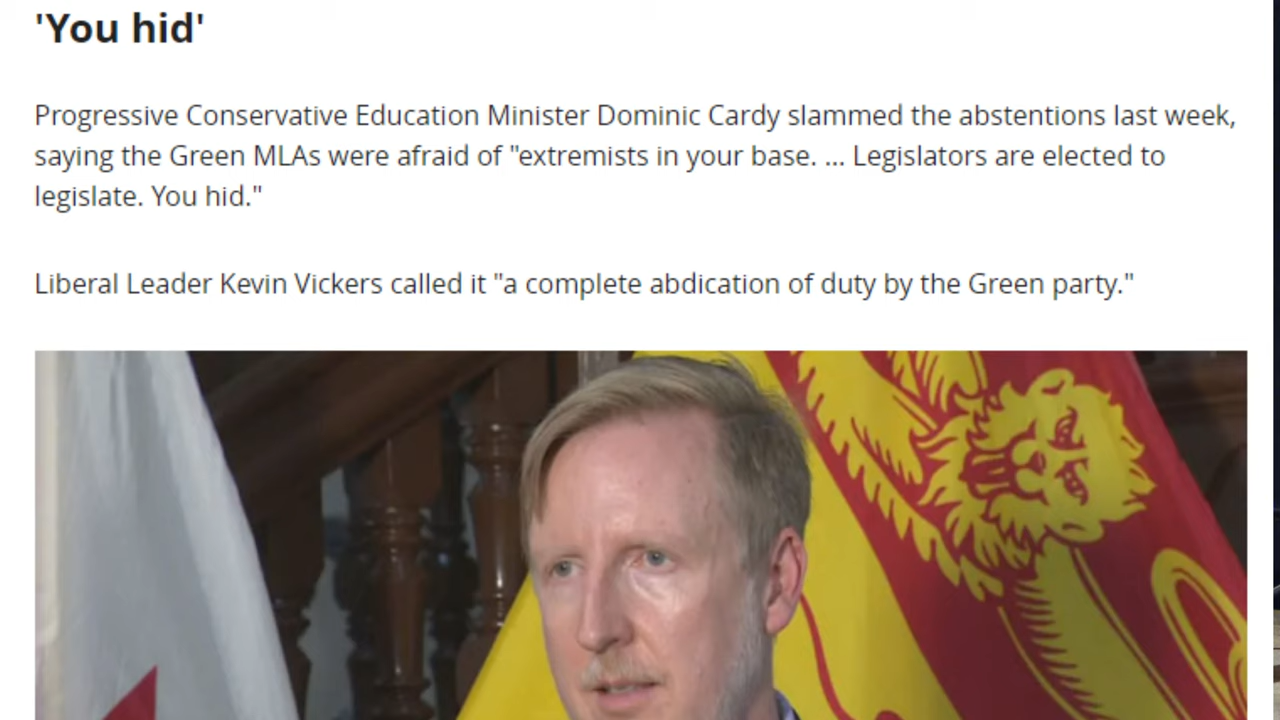 'You hid'
Progressive Conservative Education Minister Dominic Cardy slammed the abstentions last week,
saying the Green MLAs were afraid of "extremists in your base. ... Legislators are elected to
legislate. You hid."
Liberal Leader Kevin Vickers called it "a complete abdication of duty by the Green party."